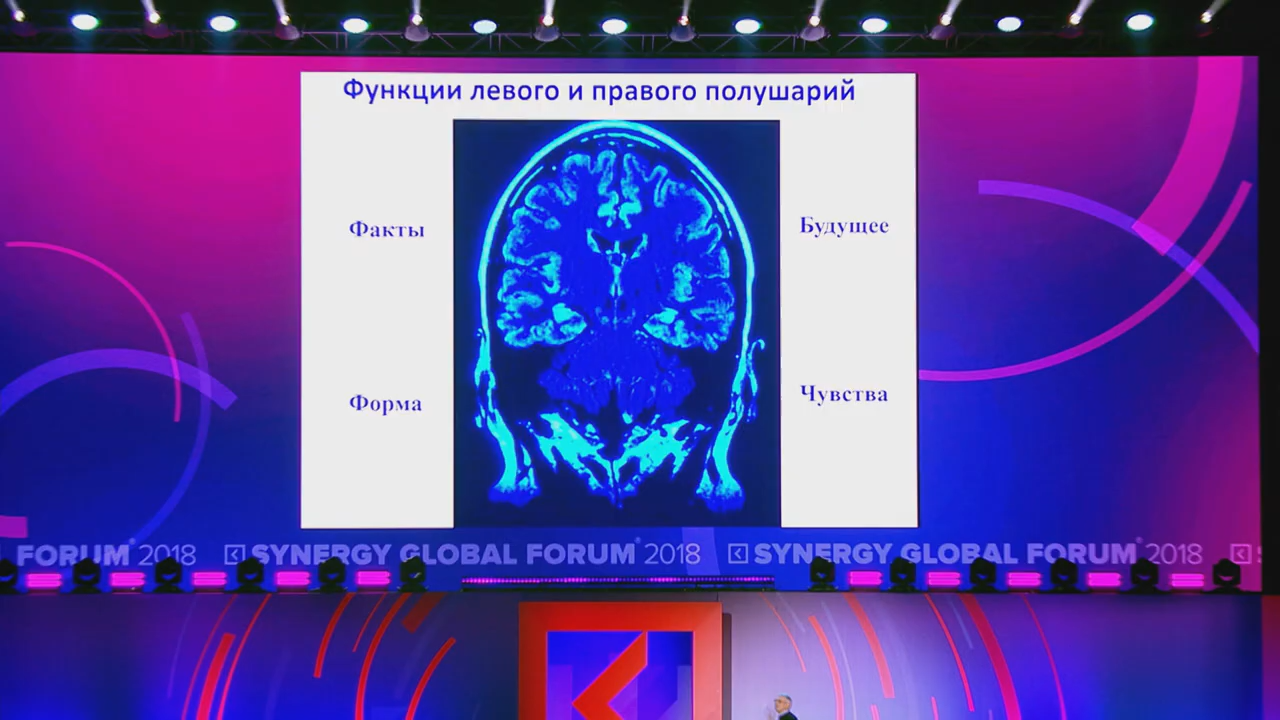 Функции левого и правого полушарий
Факты
Будущее
Форма
Чувства
FORUM 2018 SYNERGY GLOBAL FORUM 2018 SYNERGY GLOBAL FORUM 2018